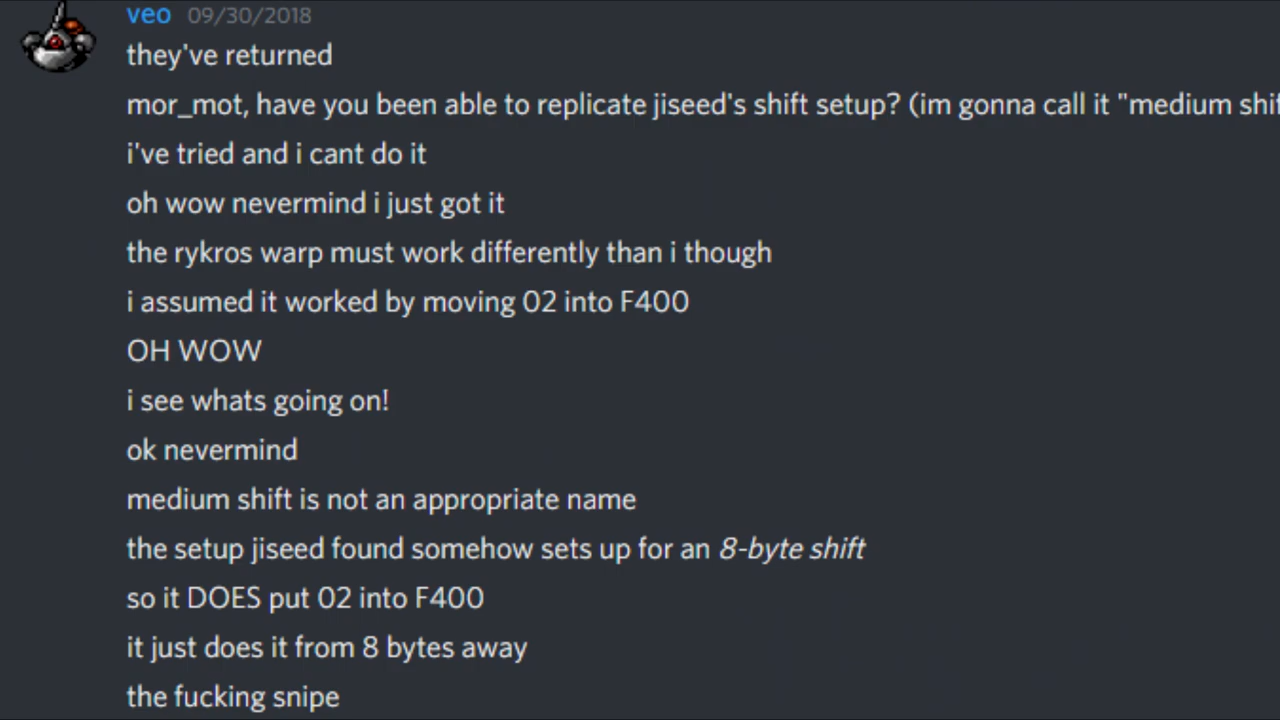 veo 09/30/2018
they've returned
mor_mot, have you been able to replicate jiseed's shift setup? (im gonna call it "medium shif
i've tried and i cant do it
oh wow nevermind i just got it
the rykros warp must work differently than i though
i assumed it worked by moving 02 into F400
OH WOW
i see whats going on!
ok nevermind
medium shift is not an appropriate name
the setup jiseed found somehow sets up for an 8-byte shift
so it DOES put 02 into F400
it just does it from 8 bytes away
the fucking snipe